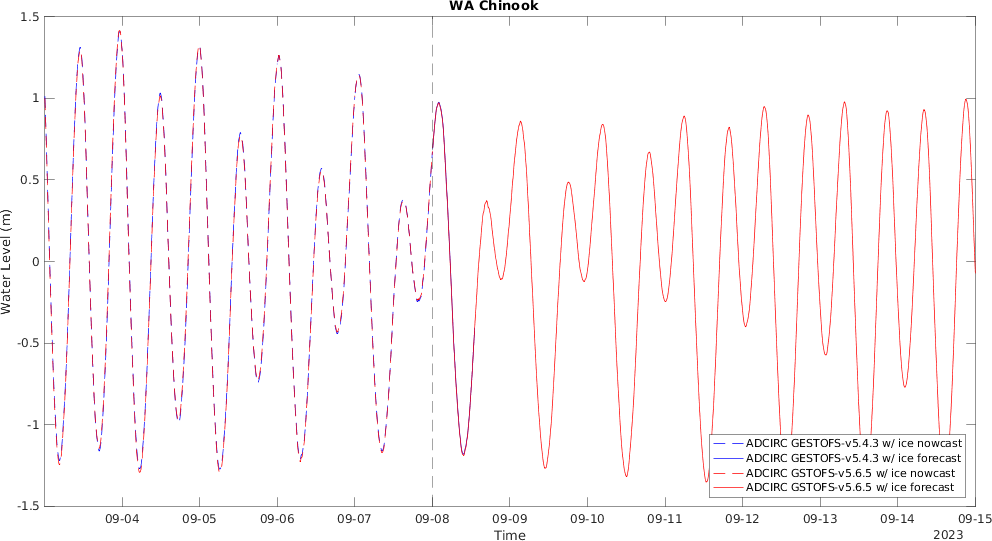 WA Chinook
1.5
1
0.5
0
-0.5
-1
-1.5
Water Level (m)
09-04 09-05 09-06 09-07 09-08 09-09 09-10 09-11 09-12 09-13 09-14 09-15
Time
2023
ADCIRC GESTOFS-v5.4.3 w/ ice nowcast
ADCIRC GESTOFS-v5.4.3 w/ ice forecast
ADCIRC GSTOFS-v5.6.5 w/ ice nowcast
ADCIRC GSTOFS-v5.6.5 w/ ice forecast